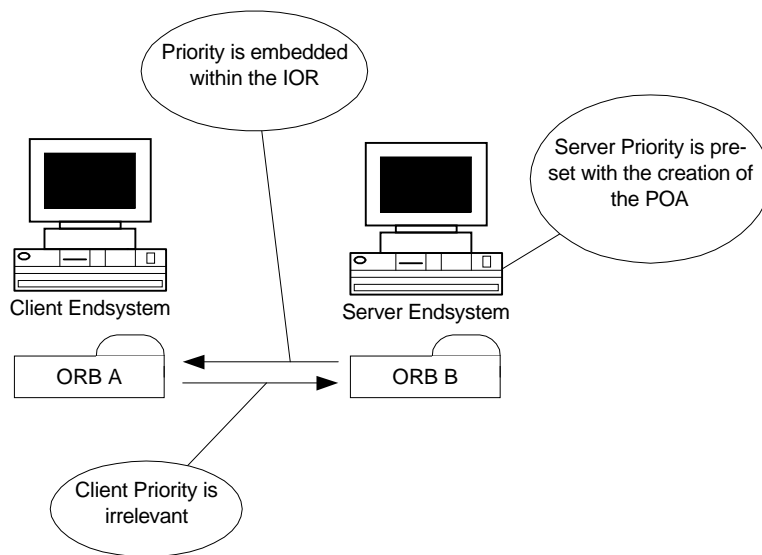 Priority is embedded
within the IOR
Server Priority is pre-
set with the creation of
the POA
Client Endsystem
Server Endsystem
ORB A
ORB B
Client Priority is
irrelevant